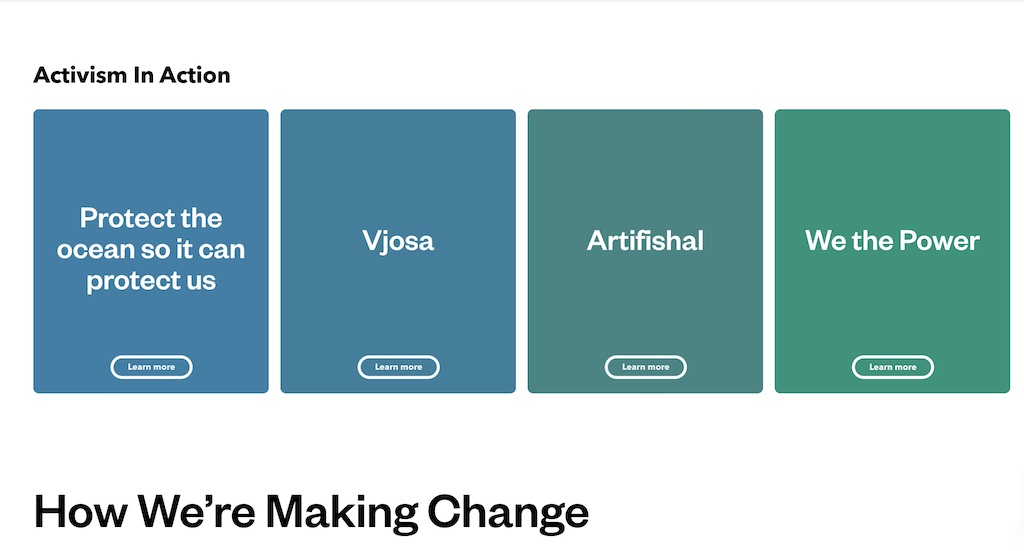 Activism In Action
Protect the
ocean so it can
protect us
Learn more
Vjosa
Learn more
Artifishal
Learn more
We the Power
Learn more
How We’re Making Change